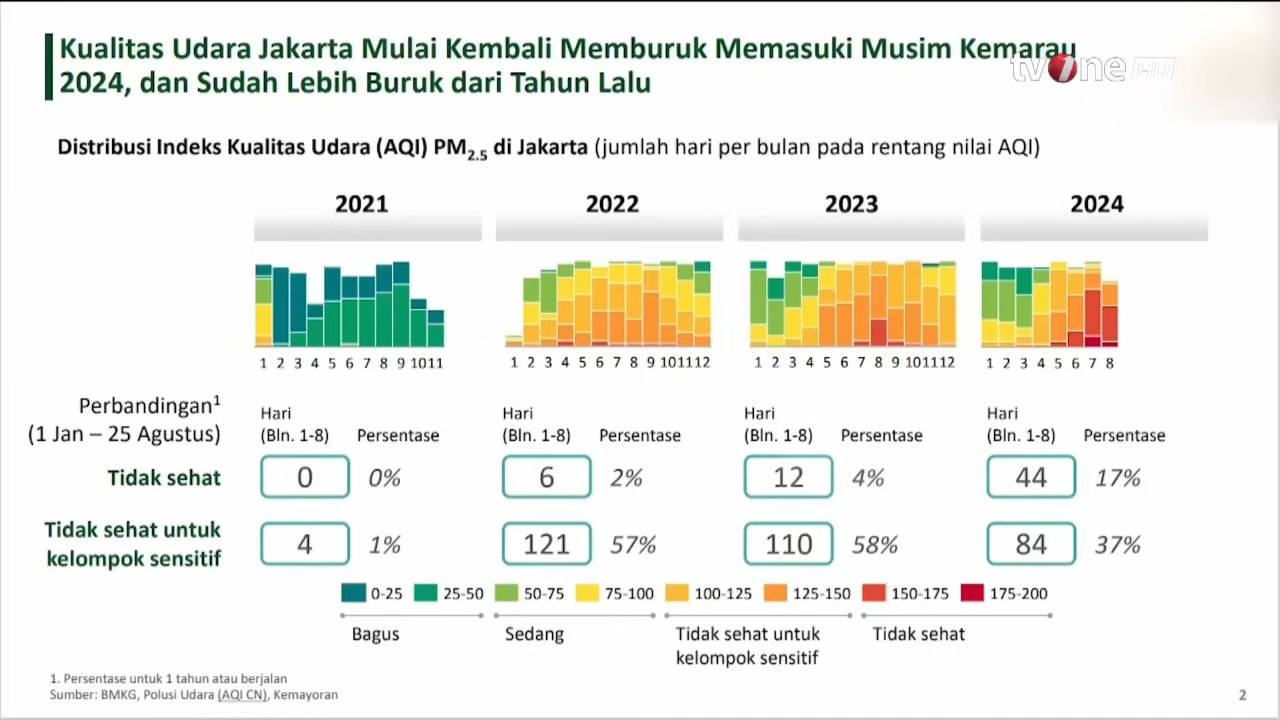 Kualitas Udara Jakarta Mulai Kembali Memburuk Memasuki Musim Kemarau
2024, dan Sudah Lebih Buruk dari Tahun Lalu
tvOne HD
Distribusi Indeks Kualitas Udara (AQI) PM2.5 di Jakarta (jumlah hari per bulan pada rentang nilai AQI)
2021 2022 2023 2024
1 2 3 4 5 6 7 8 9 10 11 1 2 3 4 5 6 7 8 9 10 11 12 1 2 3 4 5 6 7 8 9 10 11 12 1 2 3 4 5 6 7 8
Perbandingan1
(1 Jan – 25 Agustus)
Hari
(Bln. 1-8) Persentase
Hari
(Bln. 1-8) Persentase
Hari
(Bln. 1-8) Persentase
Hari
(Bln. 1-8) Persentase
Tidak sehat 0 0% 6 2% 12 4% 44 17%
Tidak sehat untuk
kelompok sensitif
4 1% 121 57% 110 58% 84 37%
0-25 25-50 50-75 75-100 100-125 125-150 150-175 175-200
Bagus Sedang Tidak sehat untuk
kelompok sensitif
Tidak sehat
1. Persentase untuk 1 tahun atau berjalan
Sumber: BMKG, Polusi Udara (AQI CN), Kemayoran
2